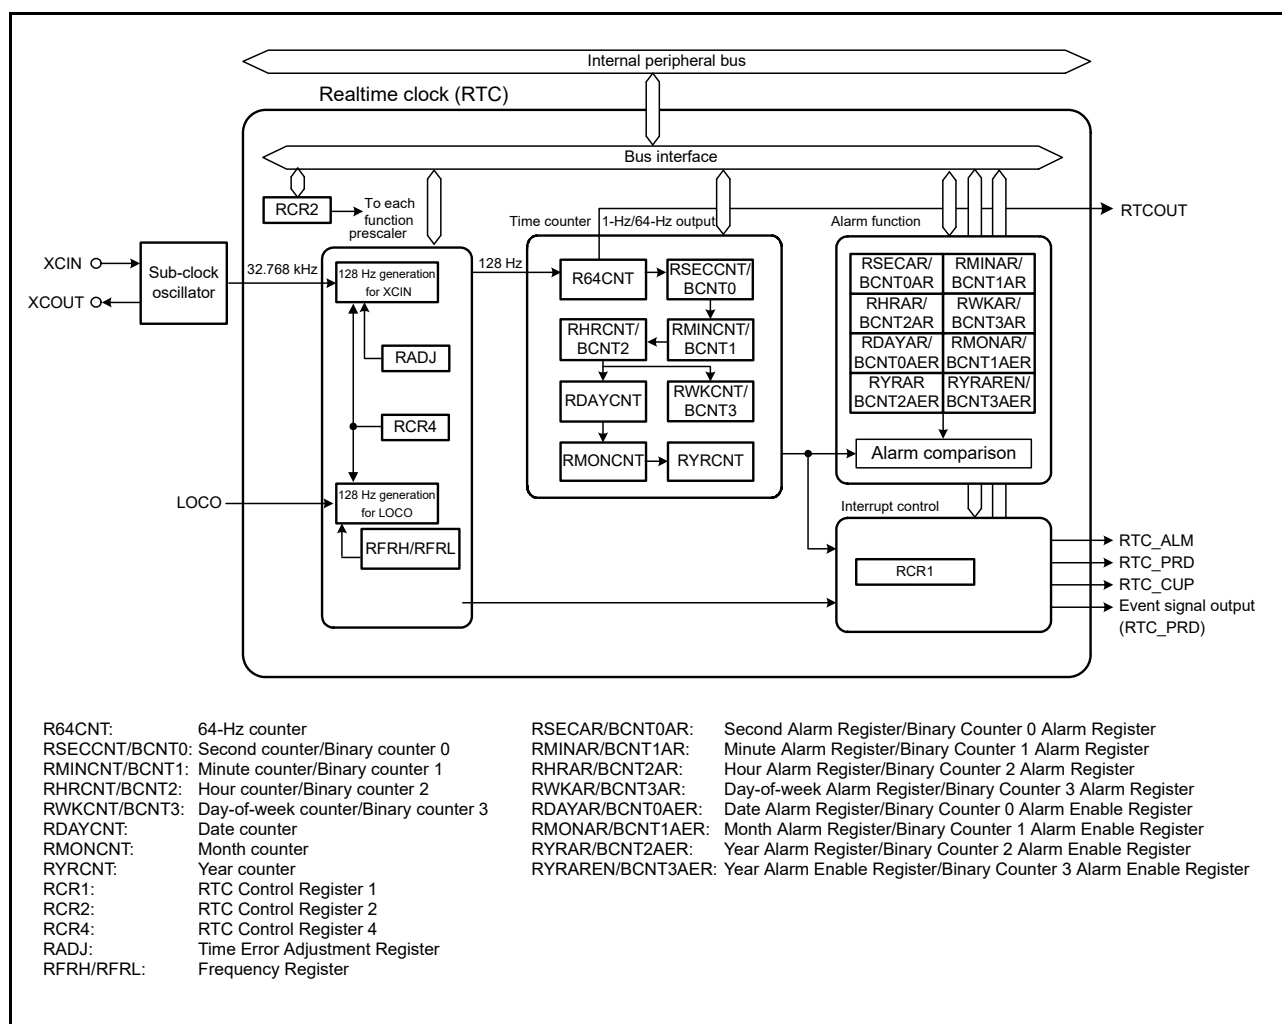 Internal peripheral bus
Realtime clock (RTC)
Bus interface
RCR2
To each
function
prescaler
Time counter
1-Hz/64-Hz output
Alarm function
RTCOUT
XCIN
XCOUT
Sub-clock
oscillator
32.768 kHz
128 Hz generation
for XCIN
128 Hz
R64CNT
RSECCNT/
BCNT0
RHRCNT/
BCNT2
RMINCNT/
BCNT1
RDAYCNT
RWKCNT/
BCNT3
RMONCNT
RYRCNT
RADJ
RCR4
LOCO
128 Hz generation
for LOCO
RFRH/RFRL
RSECAR/
BCNT0AR
RMINAR/
BCNT1AR
RHRAR/
BCNT2AR
RWKAR/
BCNT3AR
RDAYAR/
BCNT0AER
RMONAR/
BCNT1AER
RYRAR
BCNT2AER
RYRAREN/
BCNT3AER
Alarm comparison
Interrupt control
RCR1
RTC_ALM
RTC_PRD
RTC_CUP
Event signal output
(RTC_PRD)
R64CNT: 64-Hz counter
RSECCNT/BCNT0: Second counter/Binary counter 0
RMINCNT/BCNT1: Minute counter/Binary counter 1
RHRCNT/BCNT2: Hour counter/Binary counter 2
RWKCNT/BCNT3: Day-of-week counter/Binary counter 3
RDAYCNT: Date counter
RMONCNT: Month counter
RYRCNT: Year counter
RCR1: RTC Control Register 1
RCR2: RTC Control Register 2
RCR4: RTC Control Register 4
RADJ: Time Error Adjustment Register
RFRH/RFRL: Frequency Register
RSECAR/BCNT0AR: Second Alarm Register/Binary Counter 0 Alarm Register
RMINAR/BCNT1AR: Minute Alarm Register/Binary Counter 1 Alarm Register
RHRAR/BCNT2AR: Hour Alarm Register/Binary Counter 2 Alarm Register
RWKAR/BCNT3AR: Day-of-week Alarm Register/Binary Counter 3 Alarm Register
RDAYAR/BCNT0AER: Date Alarm Register/Binary Counter 0 Alarm Enable Register
RMONAR/BCNT1AER: Month Alarm Register/Binary Counter 1 Alarm Enable Register
RYRAR/BCNT2AER: Year Alarm Register/Binary Counter 2 Alarm Enable Register
RYRAREN/BCNT3AER: Year Alarm Enable Register/Binary Counter 3 Alarm Enable Register